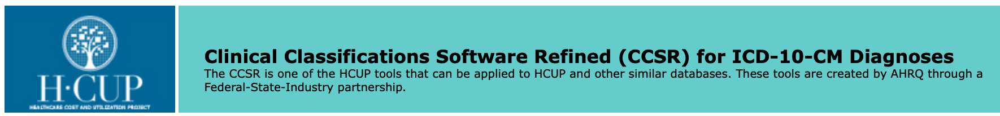 H·CUP
HEALTHCARE COST AND UTILIZATION PROJECT
Clinical Classifications Software Refined (CCSR) for ICD-10-CM Diagnoses
The CCSR is one of the HCUP tools that can be applied to HCUP and other similar databases. These tools are created by AHRQ through a
Federal-State-Industry partnership.